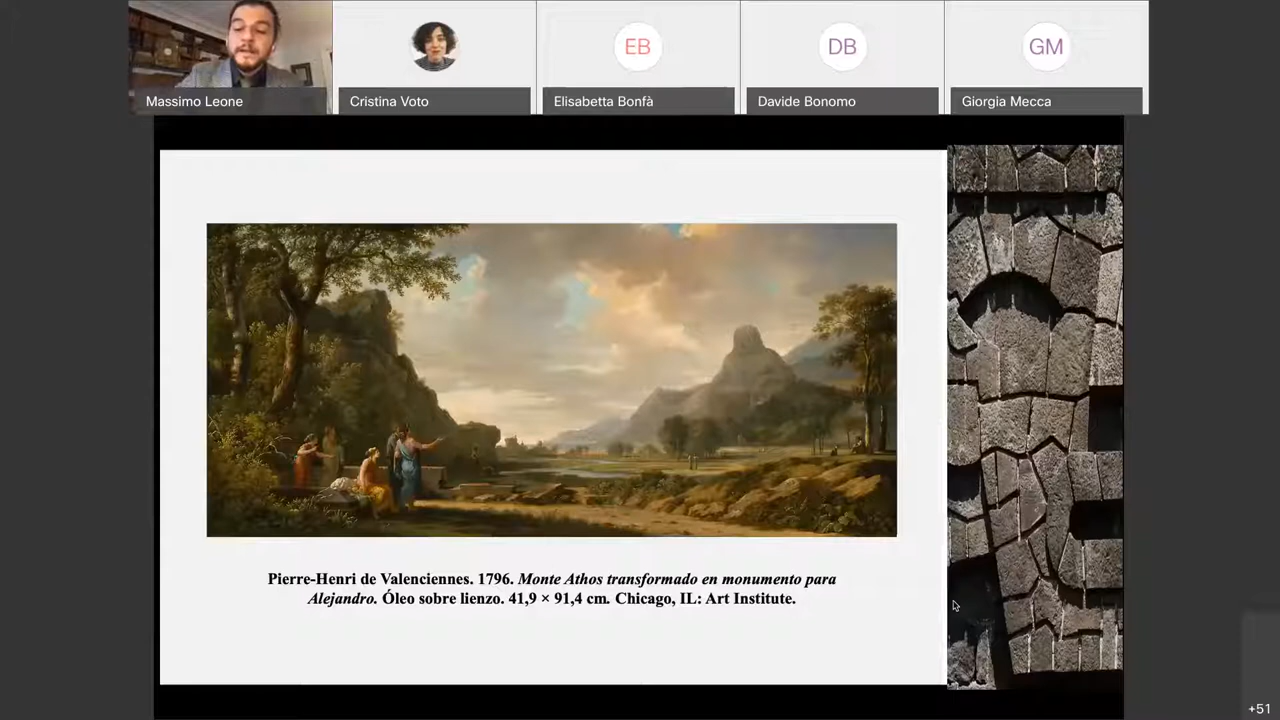 EB
DB
GM
Massimo Leone
Cristina Voto
Elisabetta Bonfà
Davide Bonomo
Giorgia Mecca
Pierre-Henri de Valenciennes. 1796. Monte Athos transformado en monumento para
Alejandro. Óleo sobre lienzo. 41,9 × 91,4 cm. Chicago, IL: Art Institute.
+51